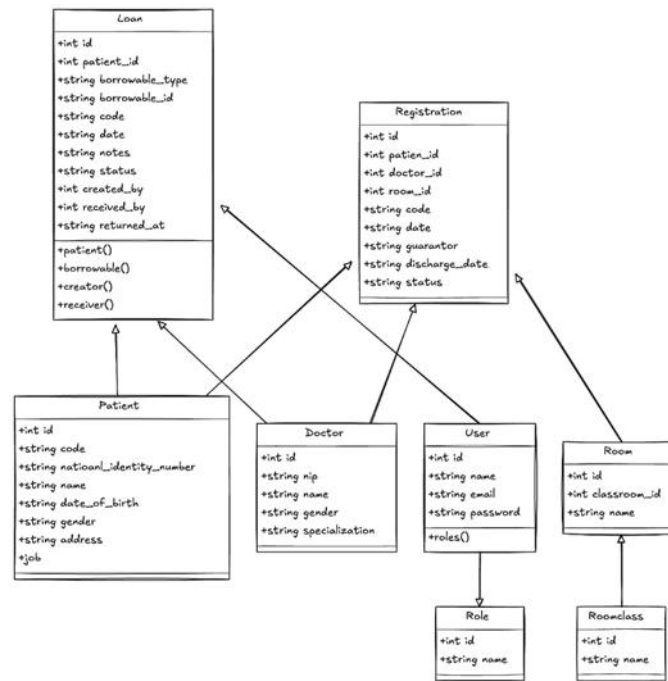 Loan
+int id
+int patient_id
+string borrowable_type
+string borrowable_id
+string code
+string date
+string notes
+string status
+int created_by
+int received_by
+string returned_at
+patient()
+borrowable()
+creator()
+receiver()
Registration
+int id
+int patien_id
+int doctor_id
+int room_id
+string code
+string date
+string guarantor
+string discharge_date
+string status
Patient
+int id
+string code
+string natioanl_identity_number
+string name
+string date_of_birth
+string gender
+string address
+job
Doctor
+int id
+string nip
+string name
+string gender
+string specialization
User
+int id
+string name
+string email
+string password
+roles()
Room
+int id
+int classroom_id
+string name
Role
+int id
+string name
Roomclass
+int id
+string name